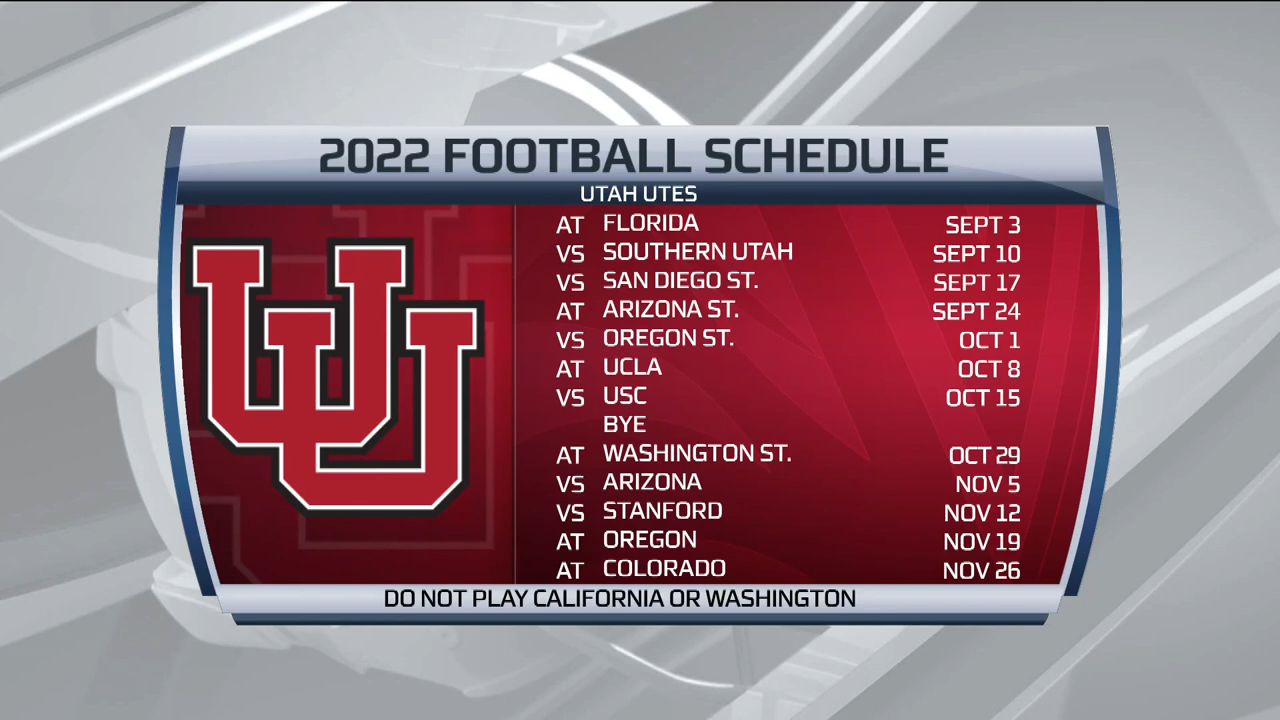 2022 FOOTBALL SCHEDULE
UTAH UTES
AT FLORIDA SEPT 3
VS SOUTHERN UTAH SEPT 10
VS SAN DIEGO ST. SEPT 17
AT ARIZONA ST. SEPT 24
VS OREGON ST. OCT 1
AT UCLA OCT 8
VS USC OCT 15
BYE
AT WASHINGTON ST. OCT 29
VS ARIZONA NOV 5
VS STANFORD NOV 12
AT OREGON NOV 19
AT COLORADO NOV 26
DO NOT PLAY CALIFORNIA OR WASHINGTON
UU